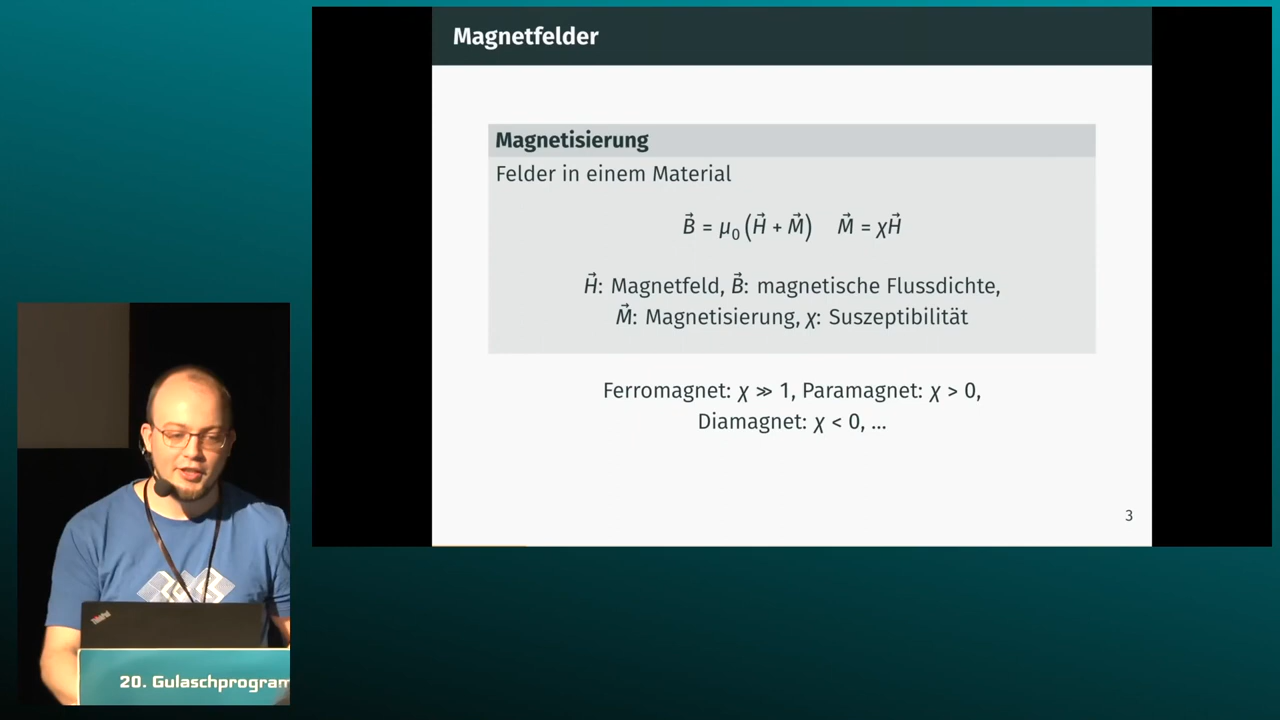 Magnetfelder
Magnetisierung
Felder in einem Material
B⃗ = μ₀ (H⃗ + M⃗) M⃗ = χH⃗
H⃗: Magnetfeld, B⃗: magnetische Flussdichte,
M⃗: Magnetisierung, χ: Suszeptibilität
Ferromagnet: χ ≫ 1, Paramagnet: χ > 0,
Diamagnet: χ < 0, ...
3
ThinkPad
20. Gulaschprogram